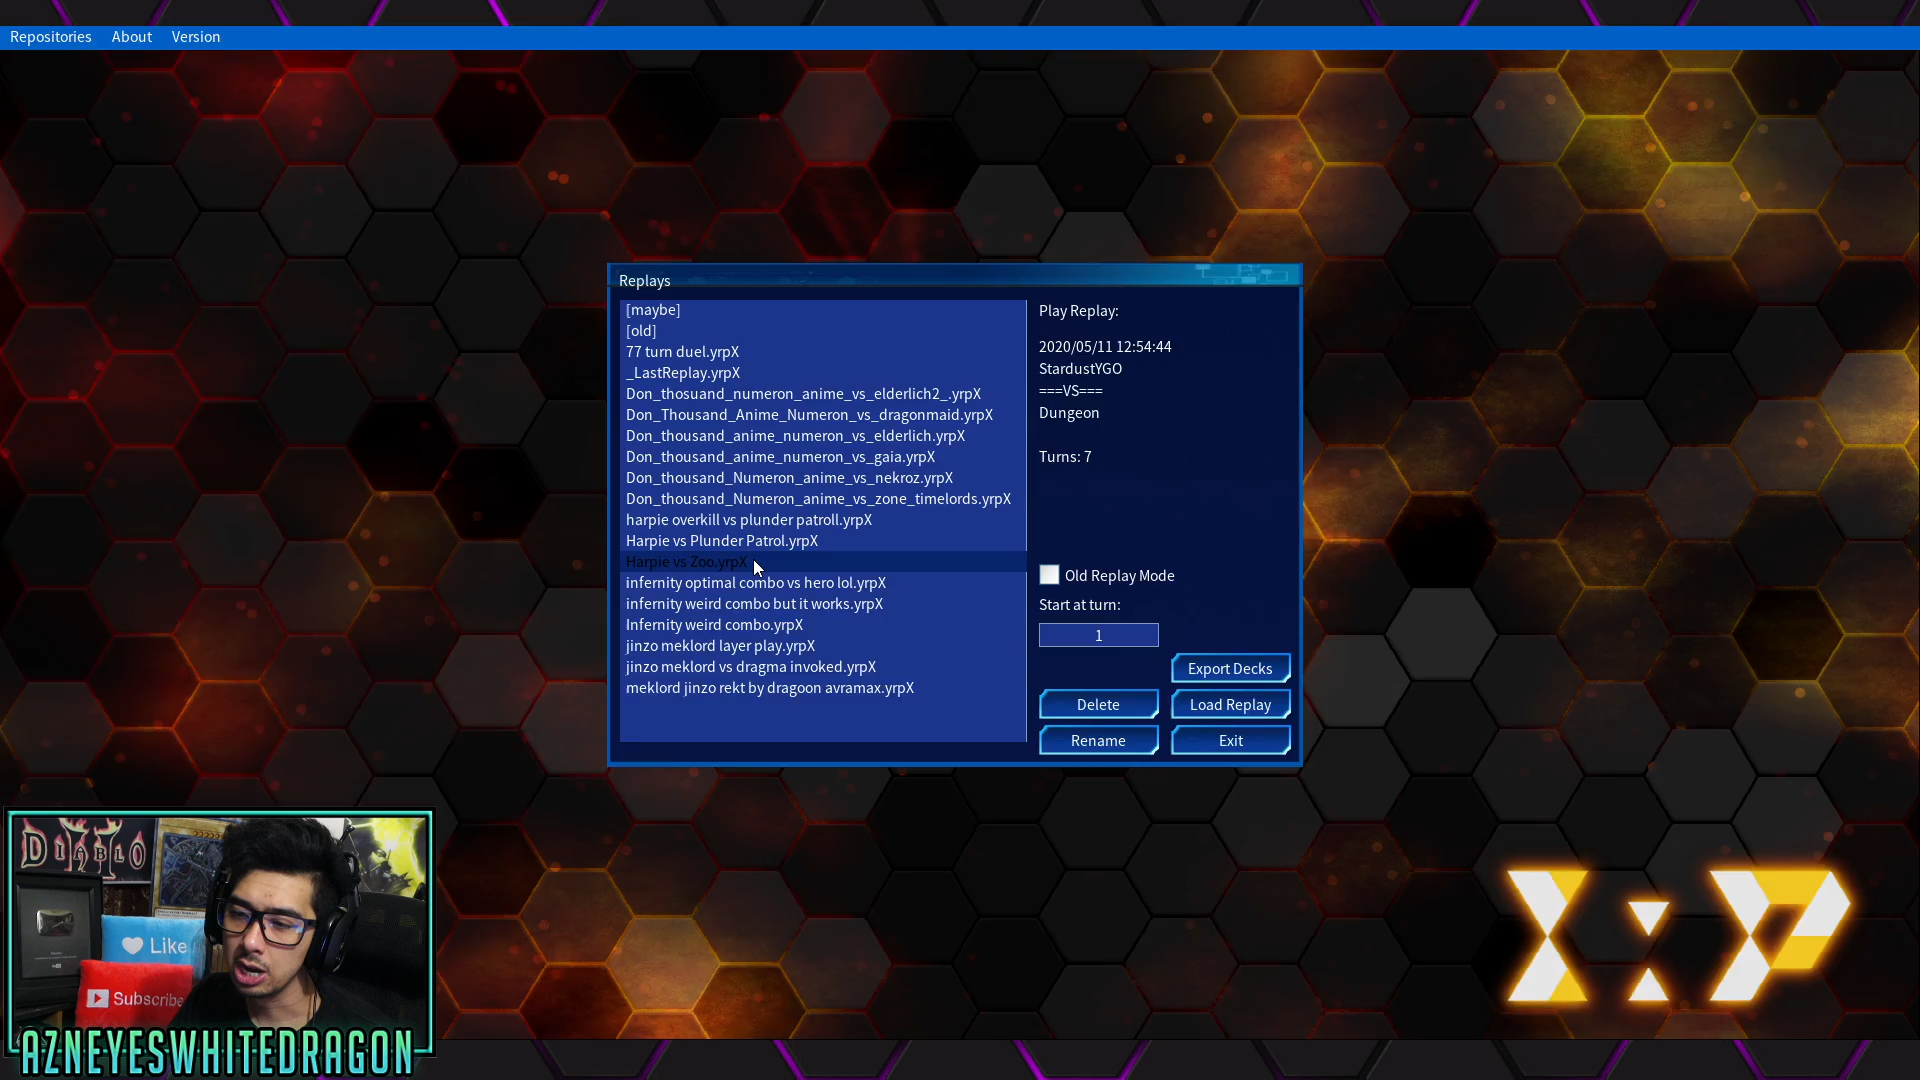 Repositories About Version
Replays
[maybe]
[old]
77 turn duel.yrpX
_LastReplay.yrpX
Don_thosuand_numeron_anime_vs_elderlich2_.yrpX
Don_Thousand_Anime_Numeron_vs_dragonmaid.yrpX
Don_thousand_anime_numeron_vs_elderlich.yrpX
Don_thousand_anime_numeron_vs_gaia.yrpX
Don_thousand_Numeron_anime_vs_nekroz.yrpX
Don_thousand_Numeron_anime_vs_zone_timelords.yrpX
harpie overkill vs plunder patroll.yrpX
Harpie vs Plunder Patrol.yrpX
Harpie vs Zoo.yrpX
infernity optimal combo vs hero lol.yrpX
infernity weird combo but it works.yrpX
Infernity weird combo.yrpX
jinzo meklord layer play.yrpX
jinzo meklord vs dragma invoked.yrpX
meklord jinzo rekt by dragoon avramax.yrpX
Play Replay:
2020/05/11 12:54:44
StardustYGO
===VS===
Dungeon
Turns: 7
Old Replay Mode
Start at turn:
1
Export Decks
Delete
Load Replay
Rename
Exit
DIABLO
Like
Subscribe
AZNEYESWHITEDRAGON
X:P